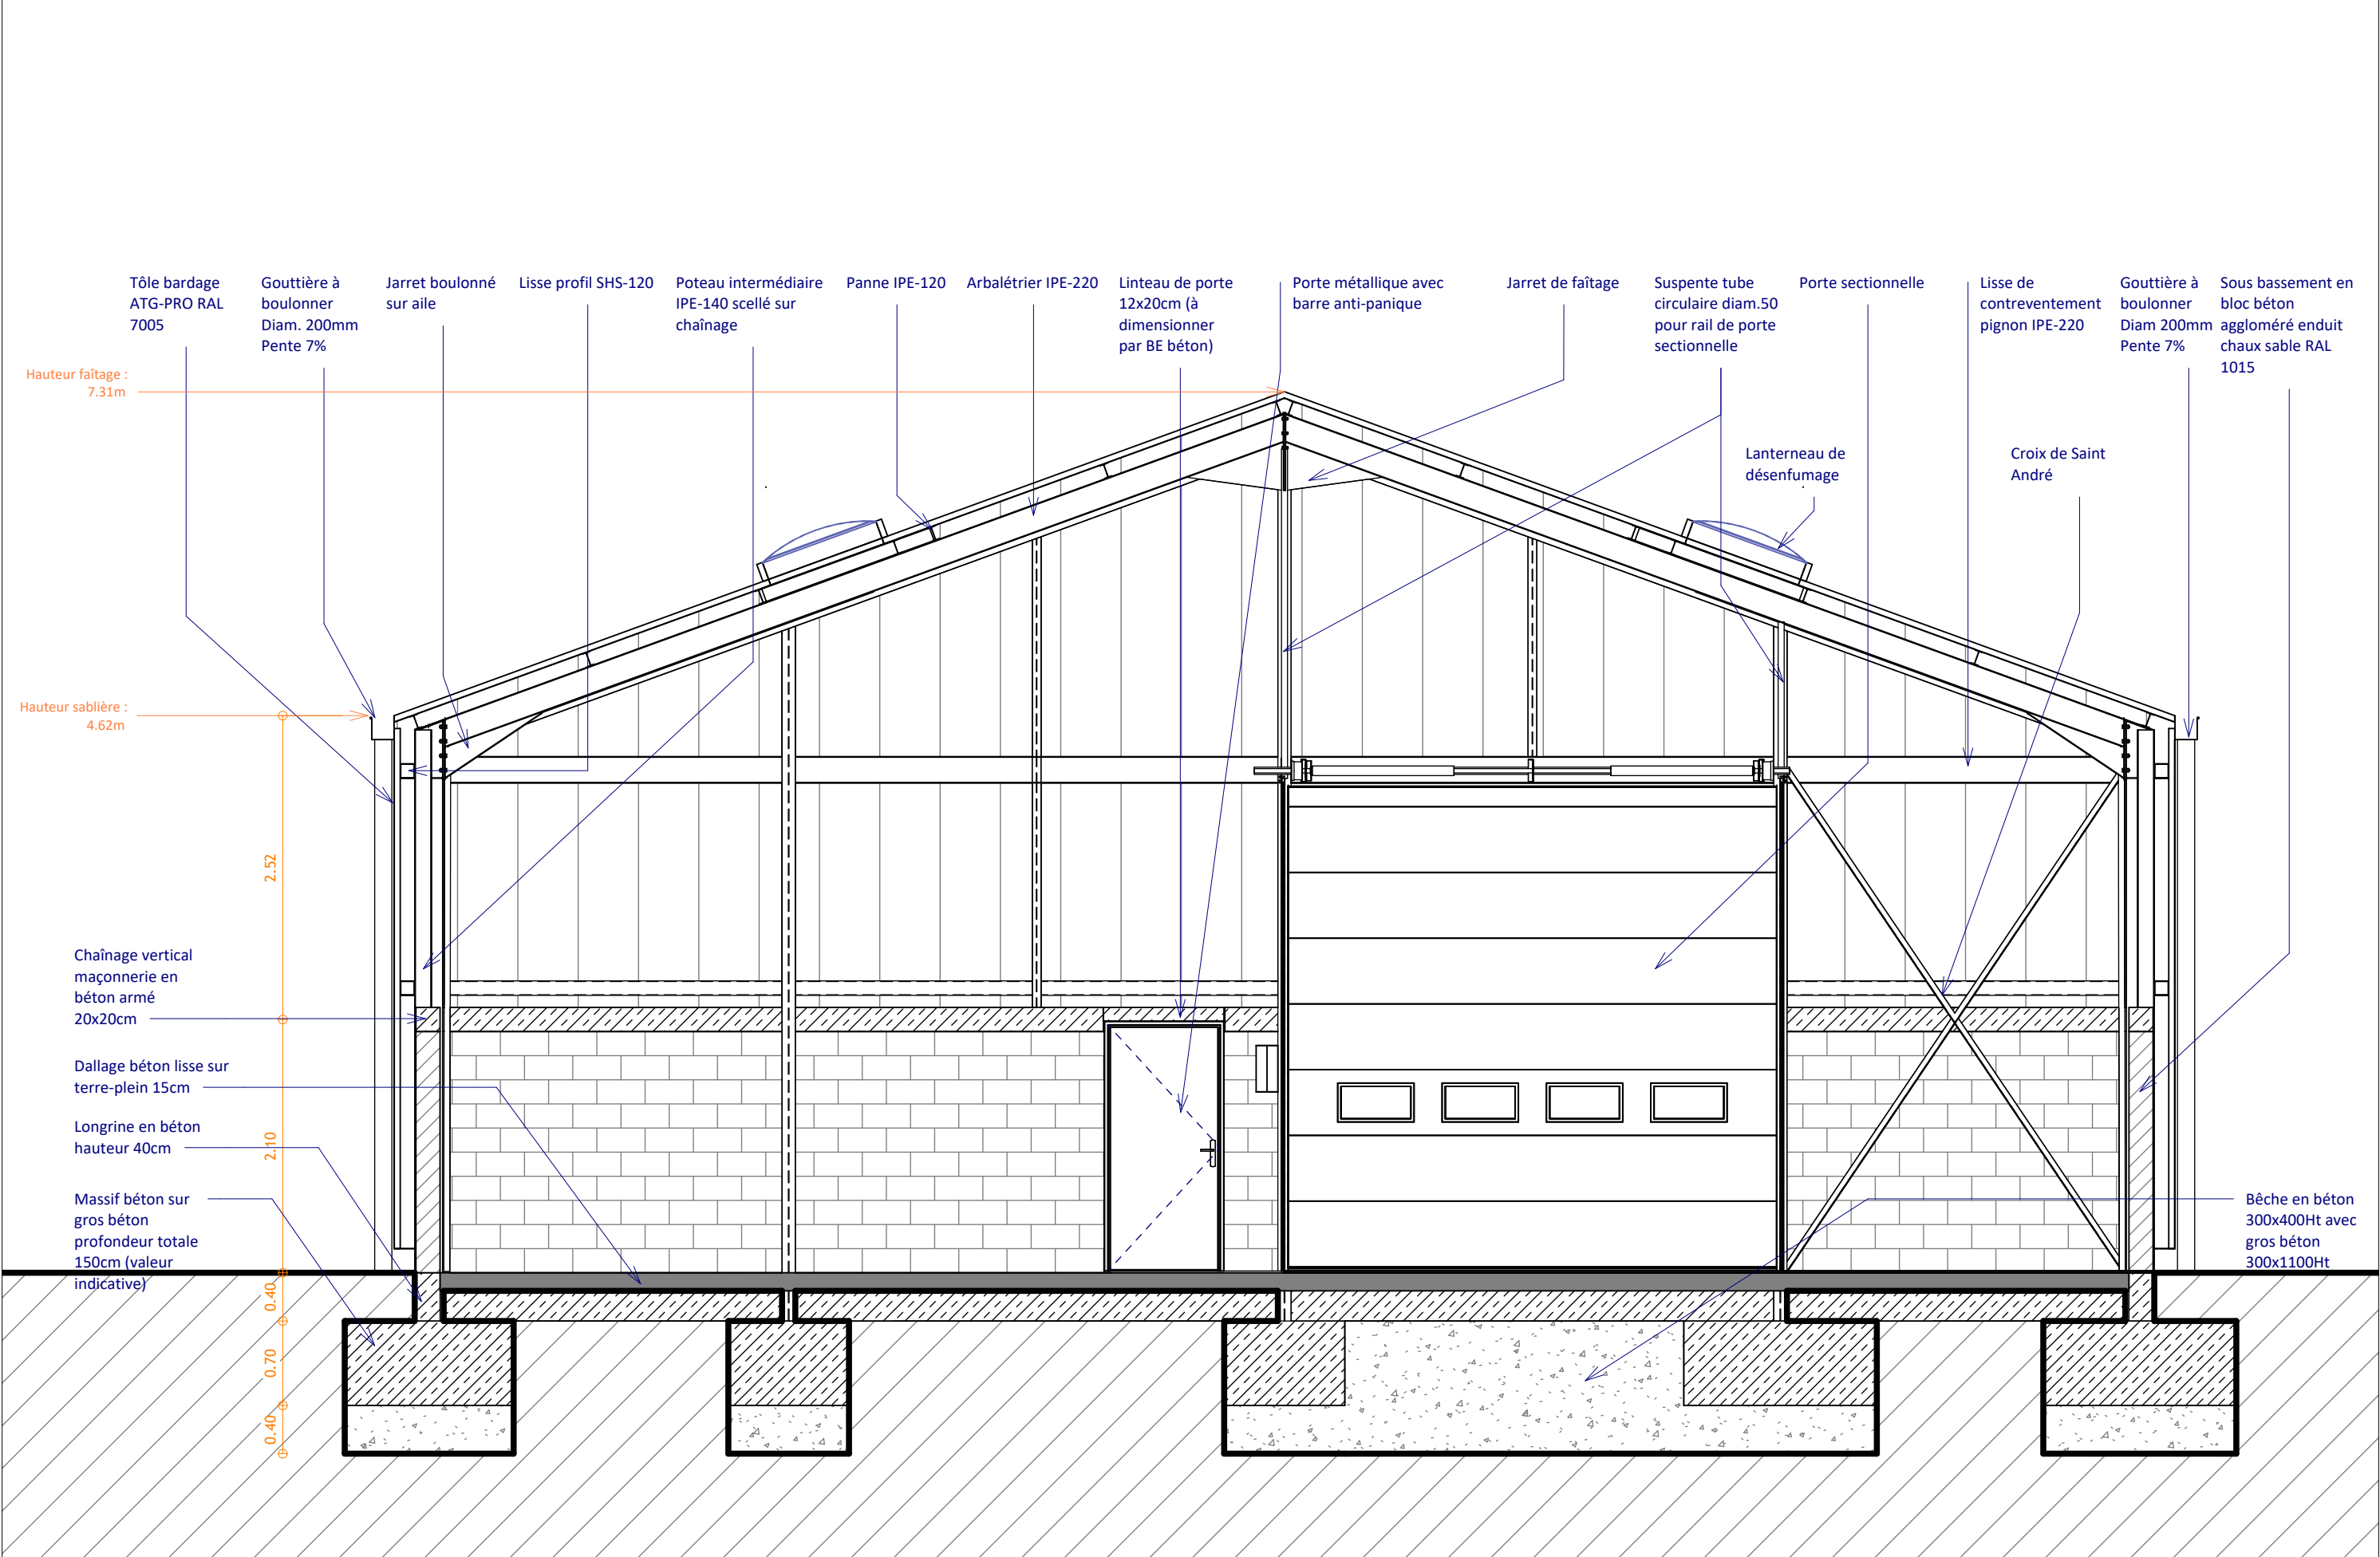 Tôle bardage
ATG-PRO RAL
7005
Gouttière à
boulonner
Diam. 200mm
Pente 7%
Jarret boulonné
sur aile
Lisse profil SHS-120
Poteau intermédiaire
IPE-140 scellé sur
chaînage
Panne IPE-120
Arbalétrier IPE-220
Linteau de porte
12x20cm (à
dimensionner
par BE béton)
Porte métallique avec
barre anti-panique
Jarret de faîtage
Suspente tube
circulaire diam.50
pour rail de porte
sectionnelle
Porte sectionnelle
Lisse de
contreventement
pignon IPE-220
Gouttière à
boulonner
Diam 200mm
Pente 7%
Sous bassement en
bloc béton
aggloméré enduit
chaux sable RAL
1015
Hauteur faîtage :
7.31m
Lanterneau de
désenfumage
Croix de Saint
André
Hauteur sablière :
4.62m
2.52
Chaînage vertical
maçonnerie en
béton armé
20x20cm
Dallage béton lisse sur
terre-plein 15cm
Longrine en béton
hauteur 40cm
2.10
Massif béton sur
gros béton
profondeur totale
150cm (valeur
indicative)
Bêche en béton
300x400Ht avec
gros béton
300x1100Ht
0.40
0.70
0.40